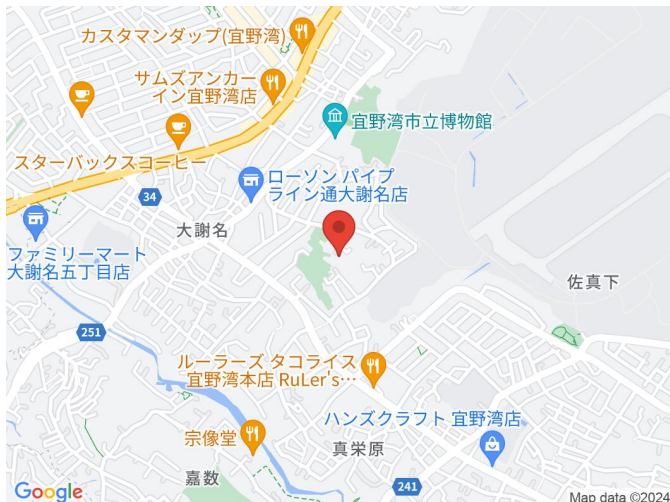 カスタマンダップ(宜野湾)
サムズアンカー
イン宜野湾店
宜野湾市立博物館
スターバックスコーヒー
ローソン パイプ
ライン通大謝名店
34
大謝名
ファミリーマート
大謝名五丁目店
佐真下
251
ルーラーズ タコライス
宜野湾本店 RuLer's…
ハンズクラフト 宜野湾店
宗像堂
真栄原
嘉数
241
Google
Map data ©2024